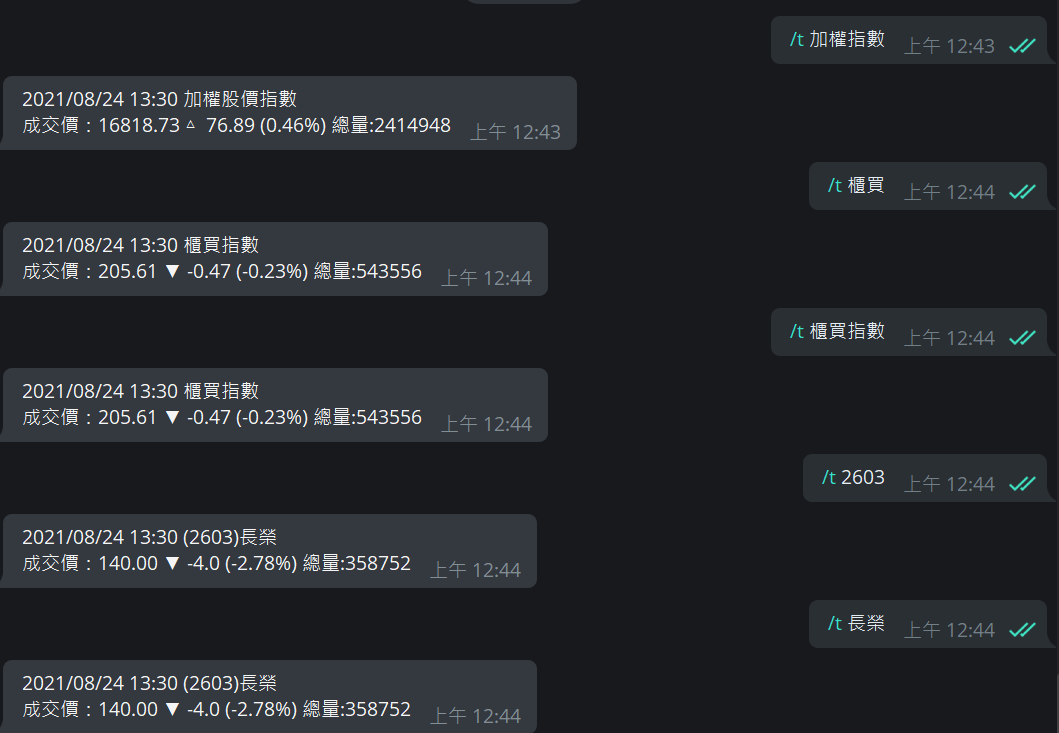 /t 加權指數 上午 12:43
2021/08/24 13:30 加權股價指數
成交價：16818.73 ▵ 76.89 (0.46%) 總量:2414948 上午 12:43
/t 櫃買 上午 12:44
2021/08/24 13:30 櫃買指數
成交價：205.61 ▼ -0.47 (-0.23%) 總量:543556 上午 12:44
/t 櫃買指數 上午 12:44
2021/08/24 13:30 櫃買指數
成交價：205.61 ▼ -0.47 (-0.23%) 總量:543556 上午 12:44
/t 2603 上午 12:44
2021/08/24 13:30 (2603)長榮
成交價：140.00 ▼ -4.0 (-2.78%) 總量:358752 上午 12:44
/t 長榮 上午 12:44
2021/08/24 13:30 (2603)長榮
成交價：140.00 ▼ -4.0 (-2.78%) 總量:358752 上午 12:44